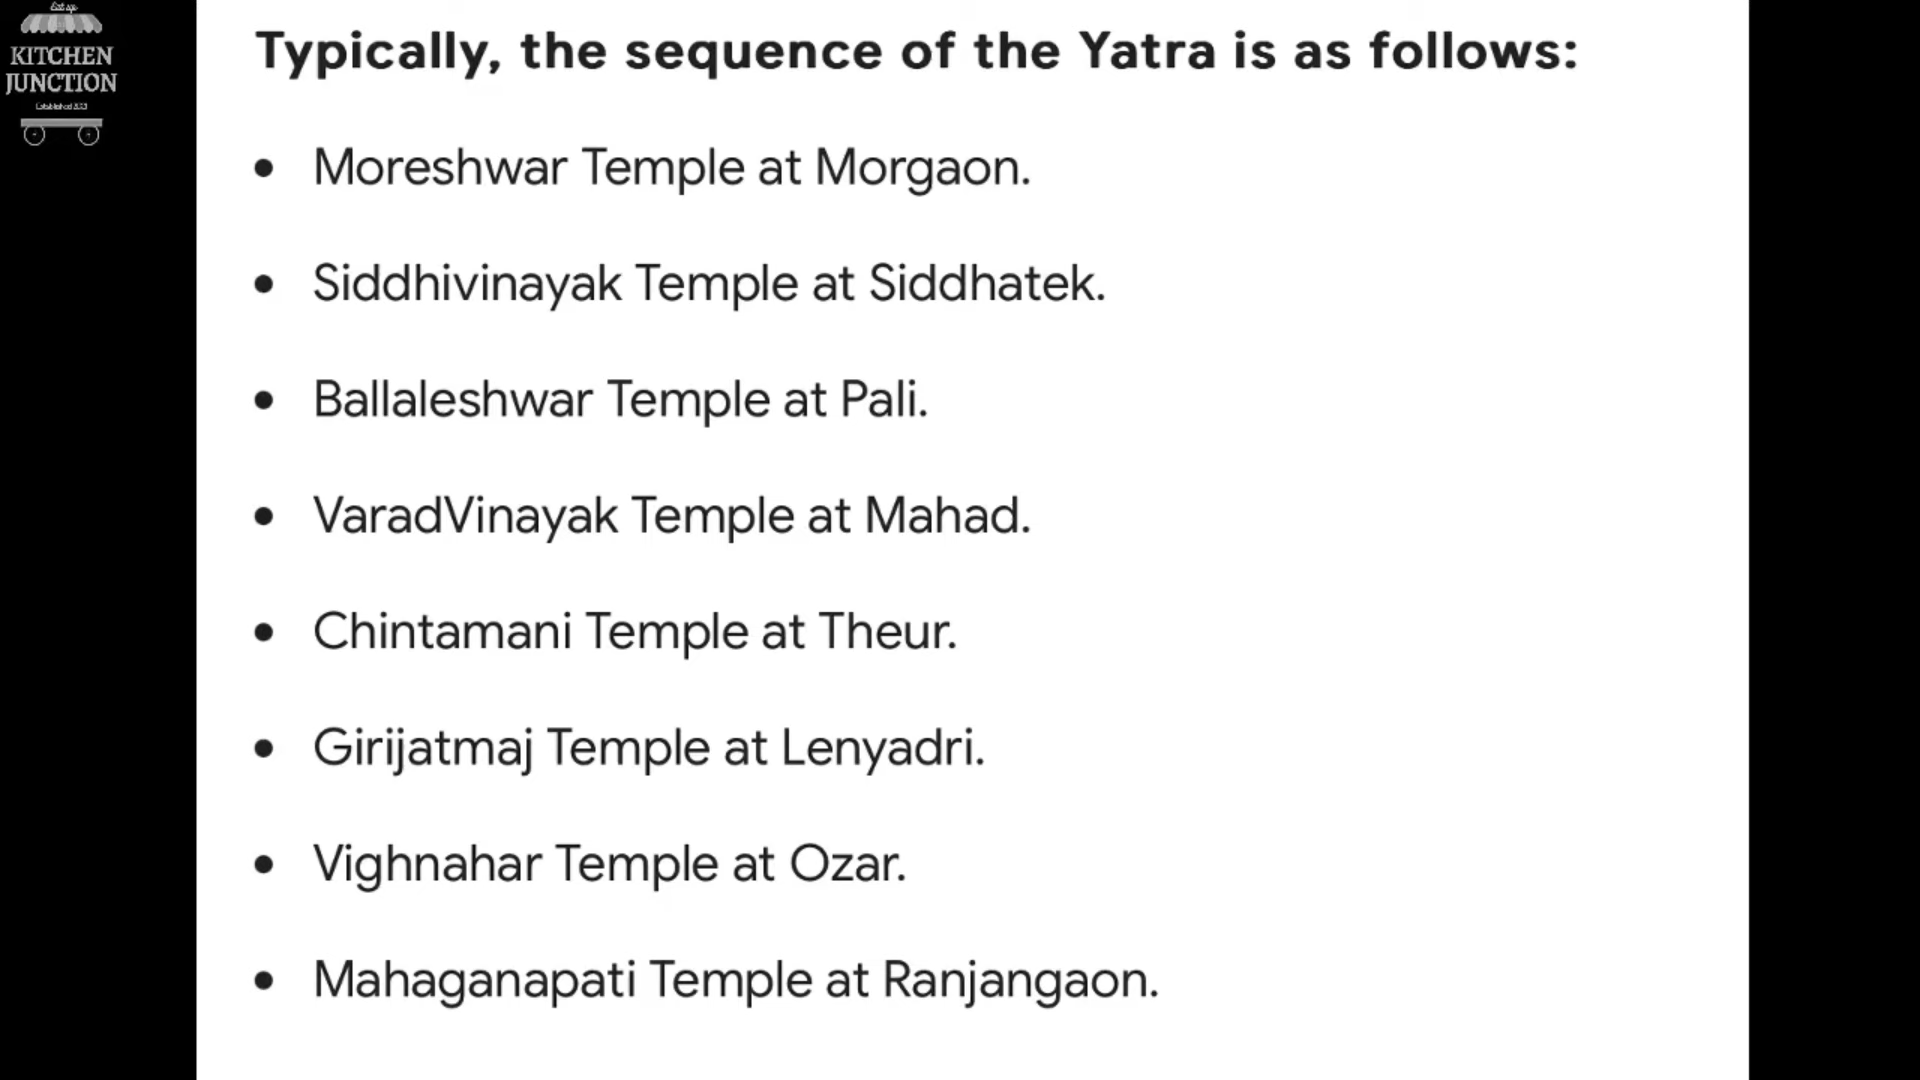 Eat up
KITCHEN
JUNCTION
Typically, the sequence of the Yatra is as follows:
• Moreshwar Temple at Morgaon.
• Siddhivinayak Temple at Siddhatek.
• Ballaleshwar Temple at Pali.
• VaradVinayak Temple at Mahad.
• Chintamani Temple at Theur.
• Girijatmaj Temple at Lenyadri.
• Vighnahar Temple at Ozar.
• Mahaganapati Temple at Ranjangaon.